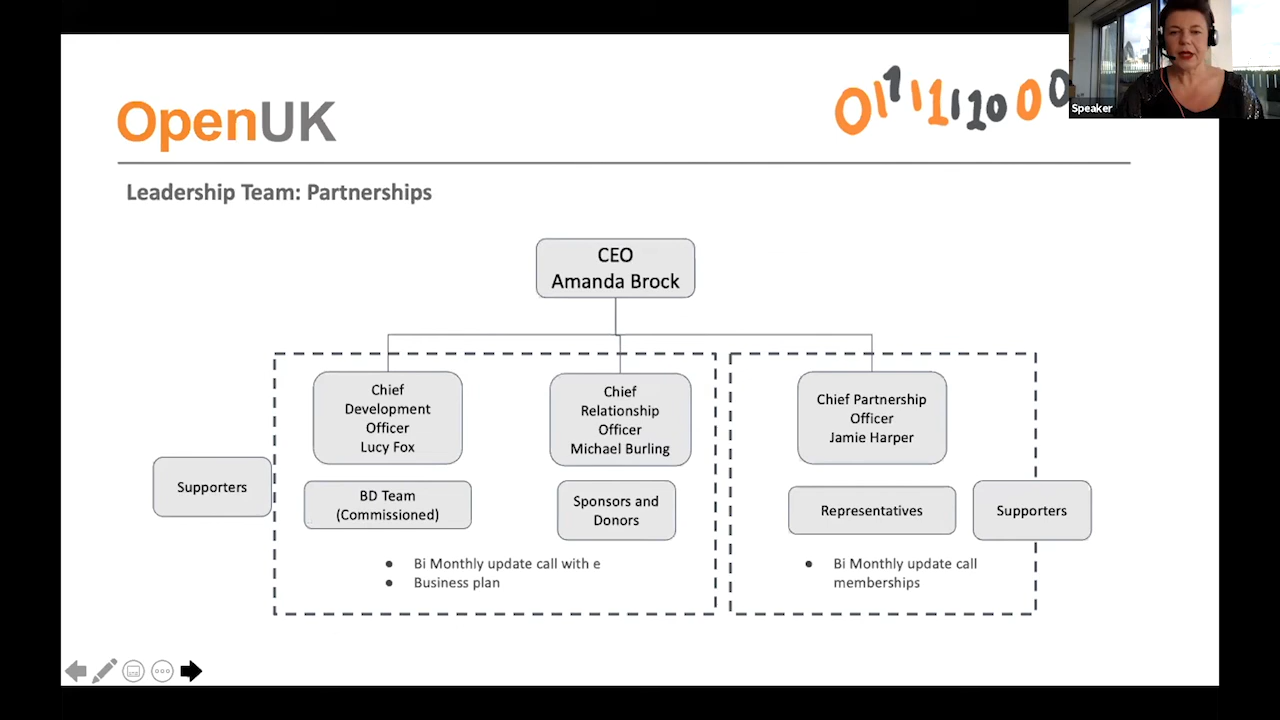 OpenUK
Speaker
Leadership Team: Partnerships
CEO
Amanda Brock
Chief
Development
Officer
Lucy Fox
Chief
Relationship
Officer
Michael Burling
Chief Partnership
Officer
Jamie Harper
Supporters
BD Team
(Commissioned)
Sponsors and
Donors
Representatives
Supporters
Bi Monthly update call with e
Business plan
Bi Monthly update call
memberships